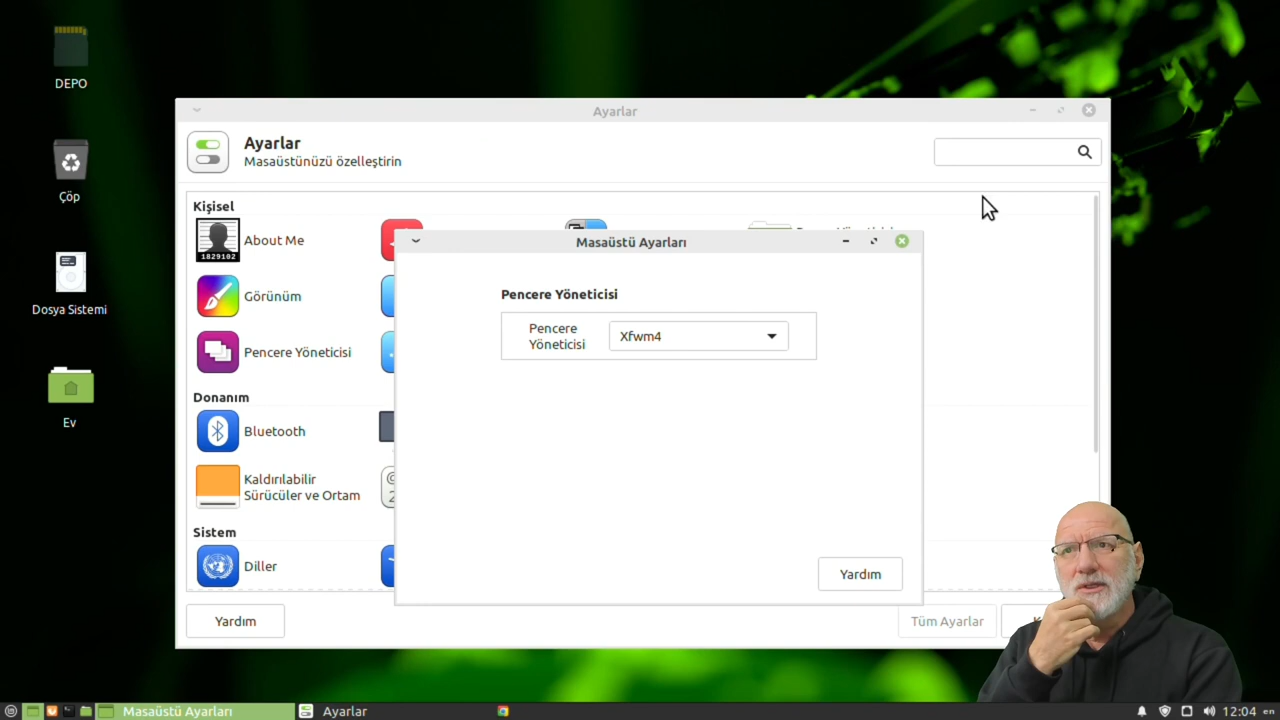 DEPO
Çöp
Dosya Sistemi
Ev
Ayarlar
Ayarlar
Masaüstünüzü özelleştirin
Kişisel
About Me
1829102
Görünüm
Pencere Yöneticisi
Donanım
Bluetooth
Kaldırılabilir
Sürücüler ve Ortam
Sistem
Diller
Yardım
Tüm Ayarlar
Masaüstü Ayarları
Pencere Yöneticisi
Pencere
Yöneticisi
Xfwm4
Yardım
Masaüstü Ayarları
Ayarlar
12:04
en